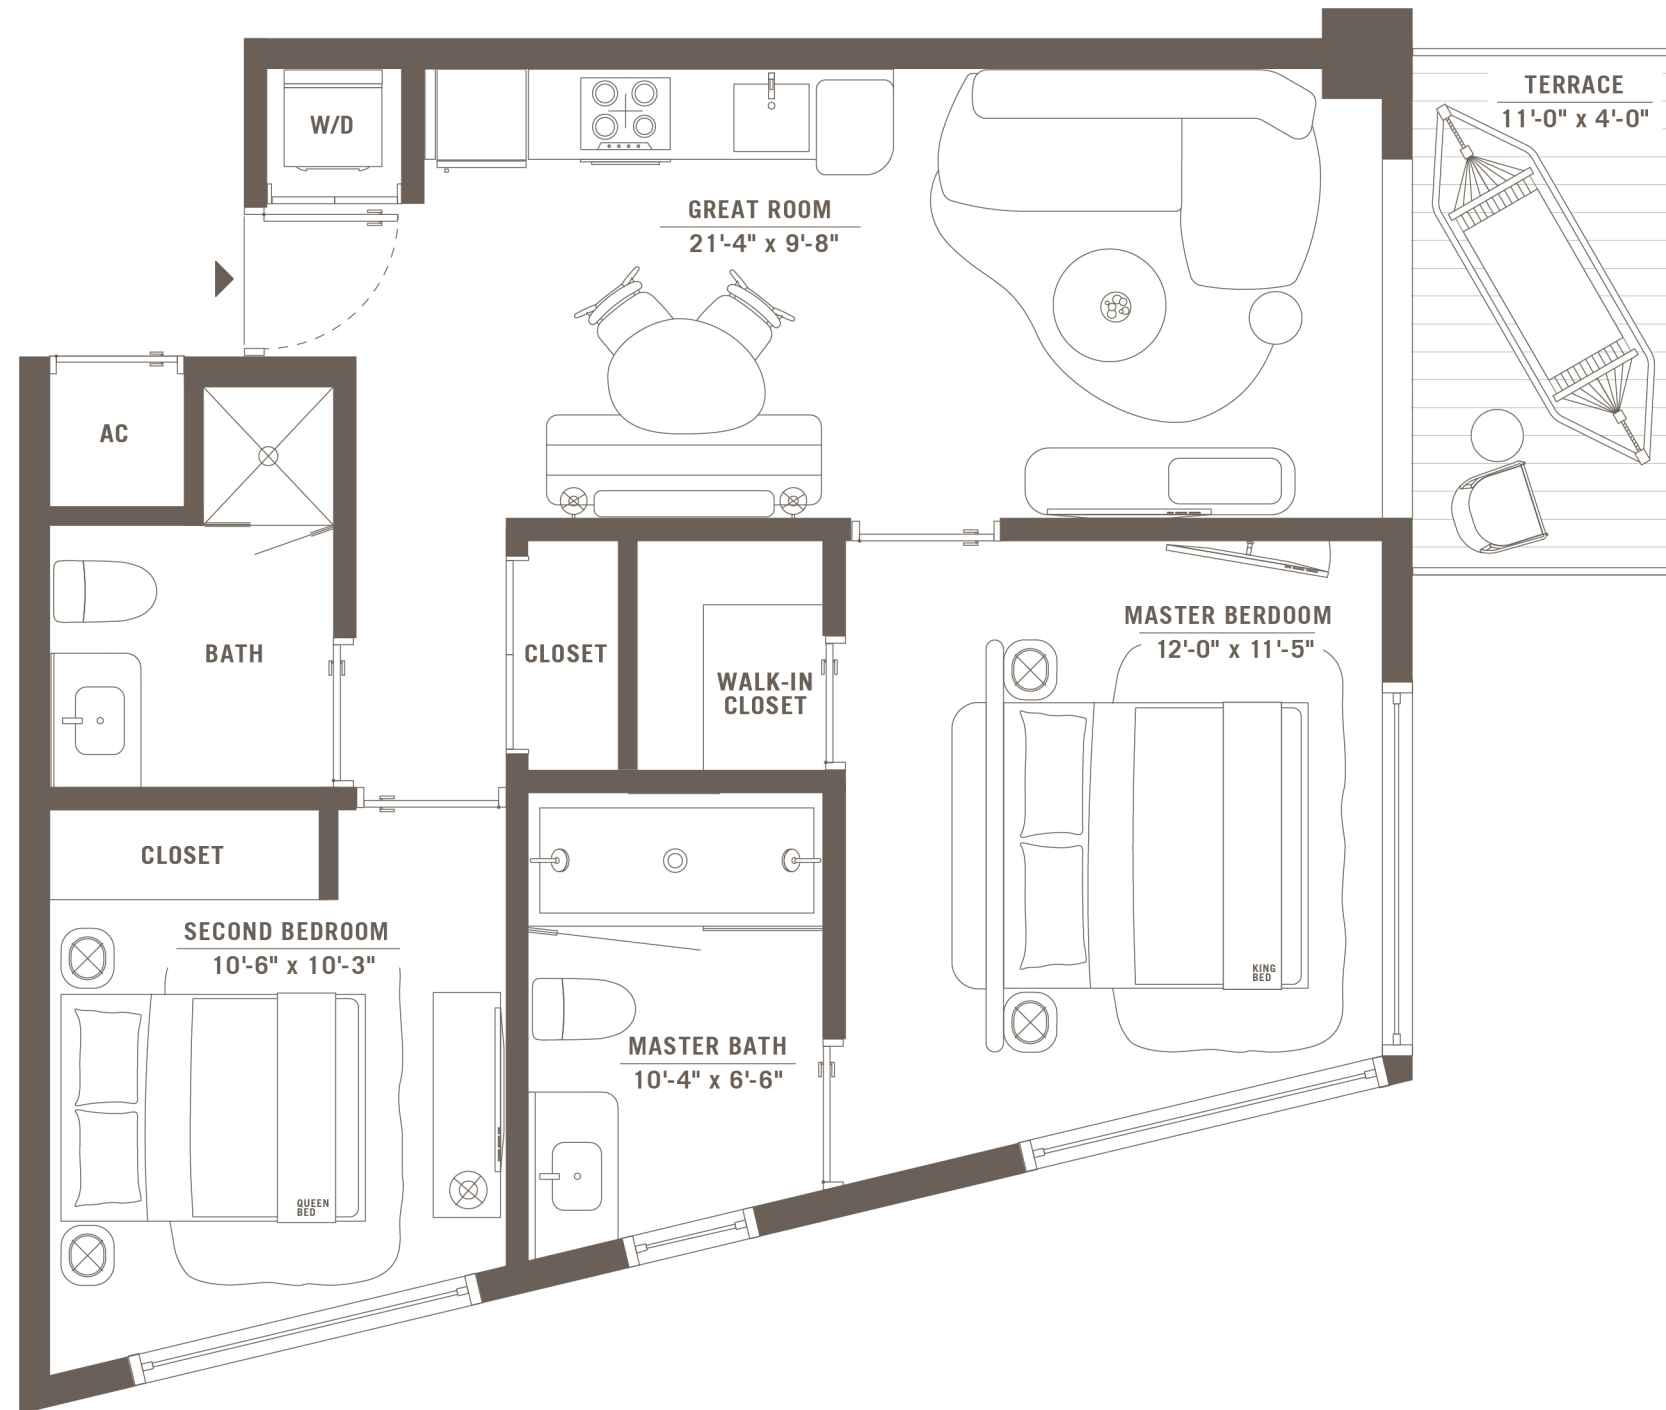 TERRACE
11'-0" x 4'-0"
W/D
GREAT ROOM
21'-4" x 9'-8"
AC
BATH
CLOSET
WALK-IN
CLOSET
MASTER BERDOOM
12'-0" x 11'-5"
CLOSET
SECOND BEDROOM
10'-6" x 10'-3"
KING
BED
MASTER BATH
10'-4" x 6'-6"
QUEEN
BED